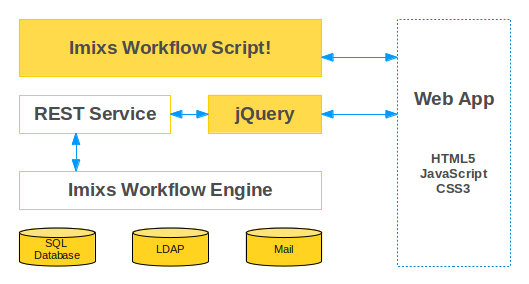 Imixs Workflow Script!
REST Service
jQuery
Web App
HTML5
JavaScript
CSS3
Imixs Workflow Engine
SQL
Database
LDAP
Mail